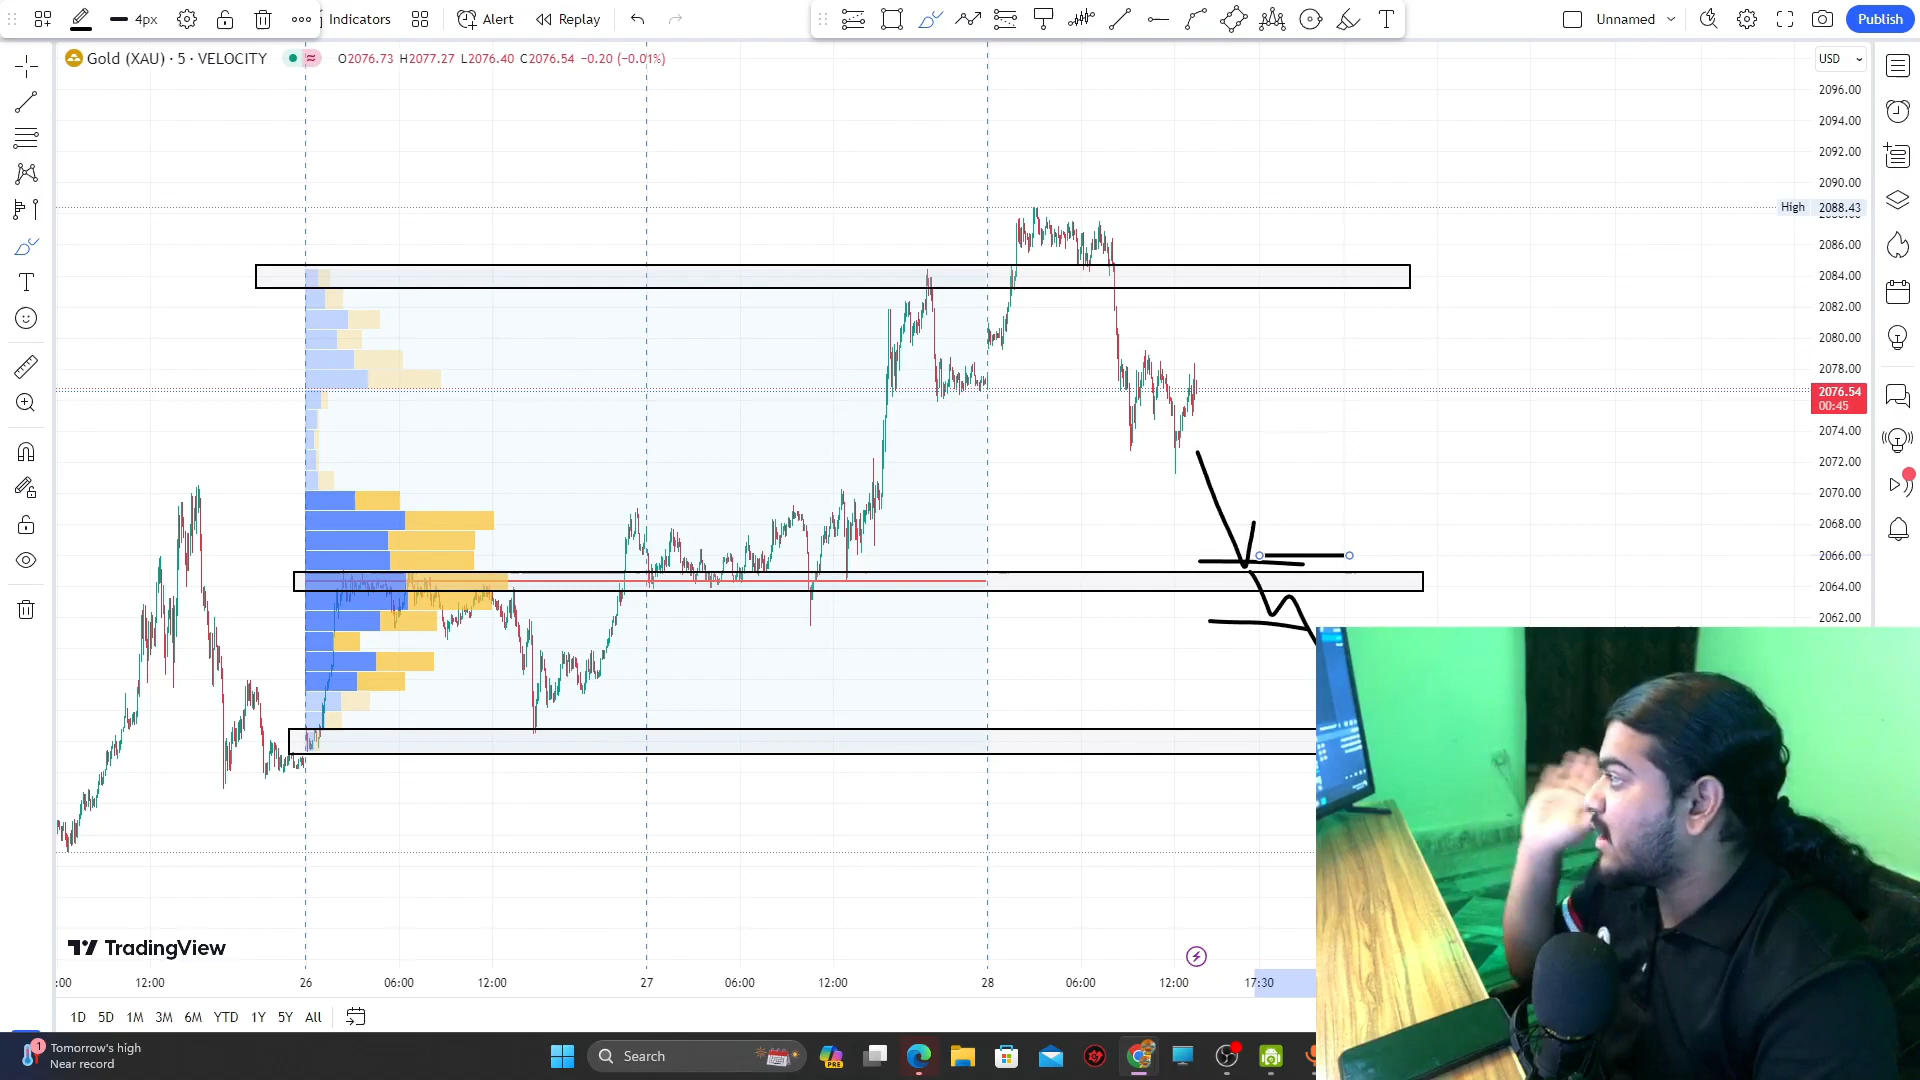 4px
Indicators
Alert
Replay
Unnamed
Publish
Gold (XAU) · 5 · VELOCITY
O2076.73 H2077.27 L2076.40 C2076.54 −0.20 (−0.01%)
USD
2096.00
2094.00
2092.00
2090.00
High 2088.43
2086.00
2084.00
2082.00
2080.00
2078.00
2076.54
00:45
2074.00
2072.00
2070.00
2068.00
2066.00
2064.00
2062.00
TradingView
:00 12:00 26 06:00 12:00 27 06:00 12:00 28 06:00 12:00 17:30
1D 5D 1M 3M 6M YTD 1Y 5Y All
1
Tomorrow's high
Near record
Search
PRE